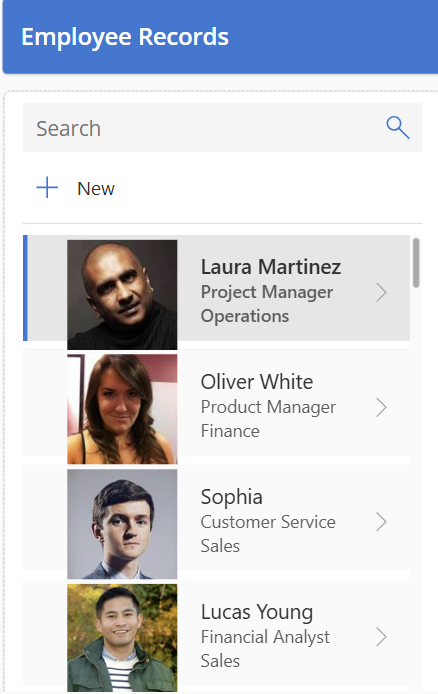 Employee Records
Search
New
Laura Martinez
Project Manager
Operations
Oliver White
Product Manager
Finance
Sophia
Customer Service
Sales
Lucas Young
Financial Analyst
Sales